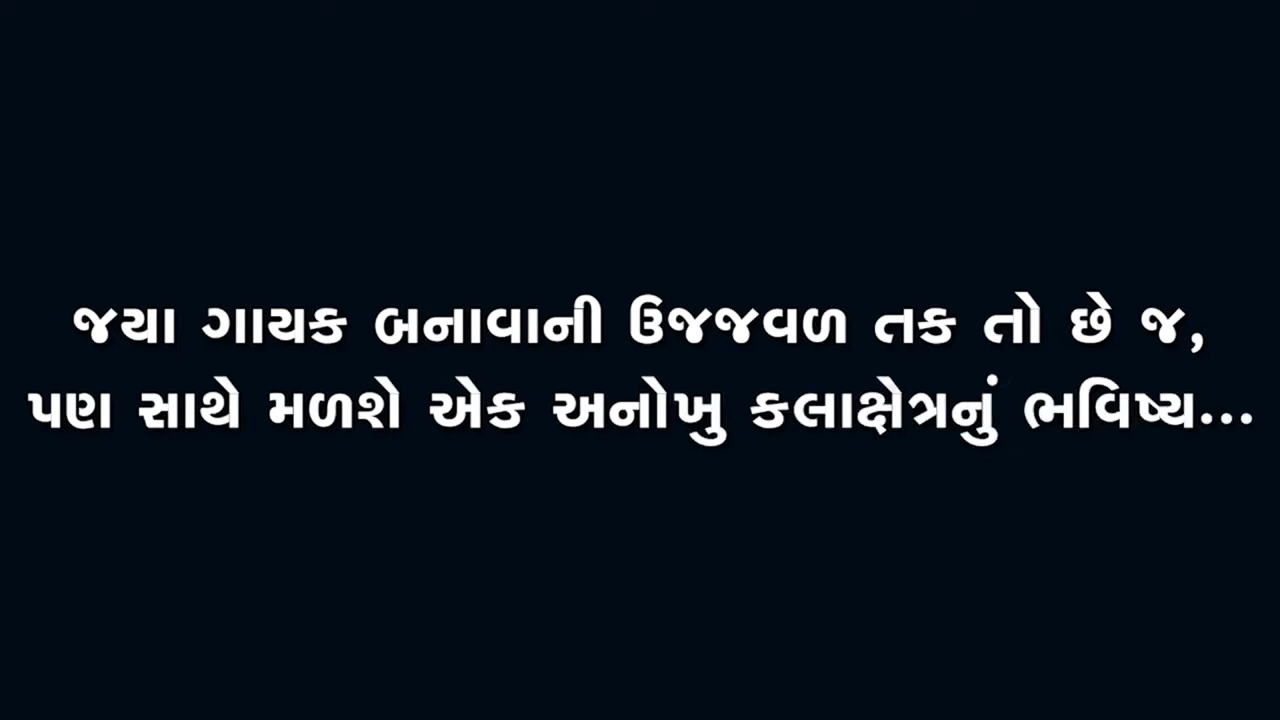 જયા ગાયક બનાવાની ઉજજવળ તક તો છે જ,
પણ સાથે મળશે એક અનોખુ કલાક્ષેત્રનું ભવિષ્ય...